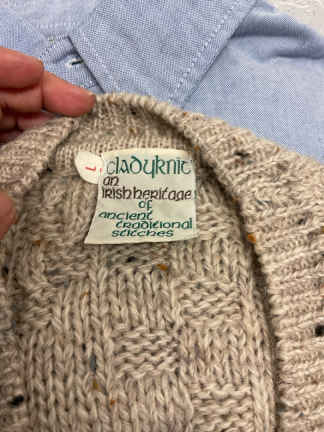 L
cladyknit
an
irish heritage
of
ancient
traditional
stitches